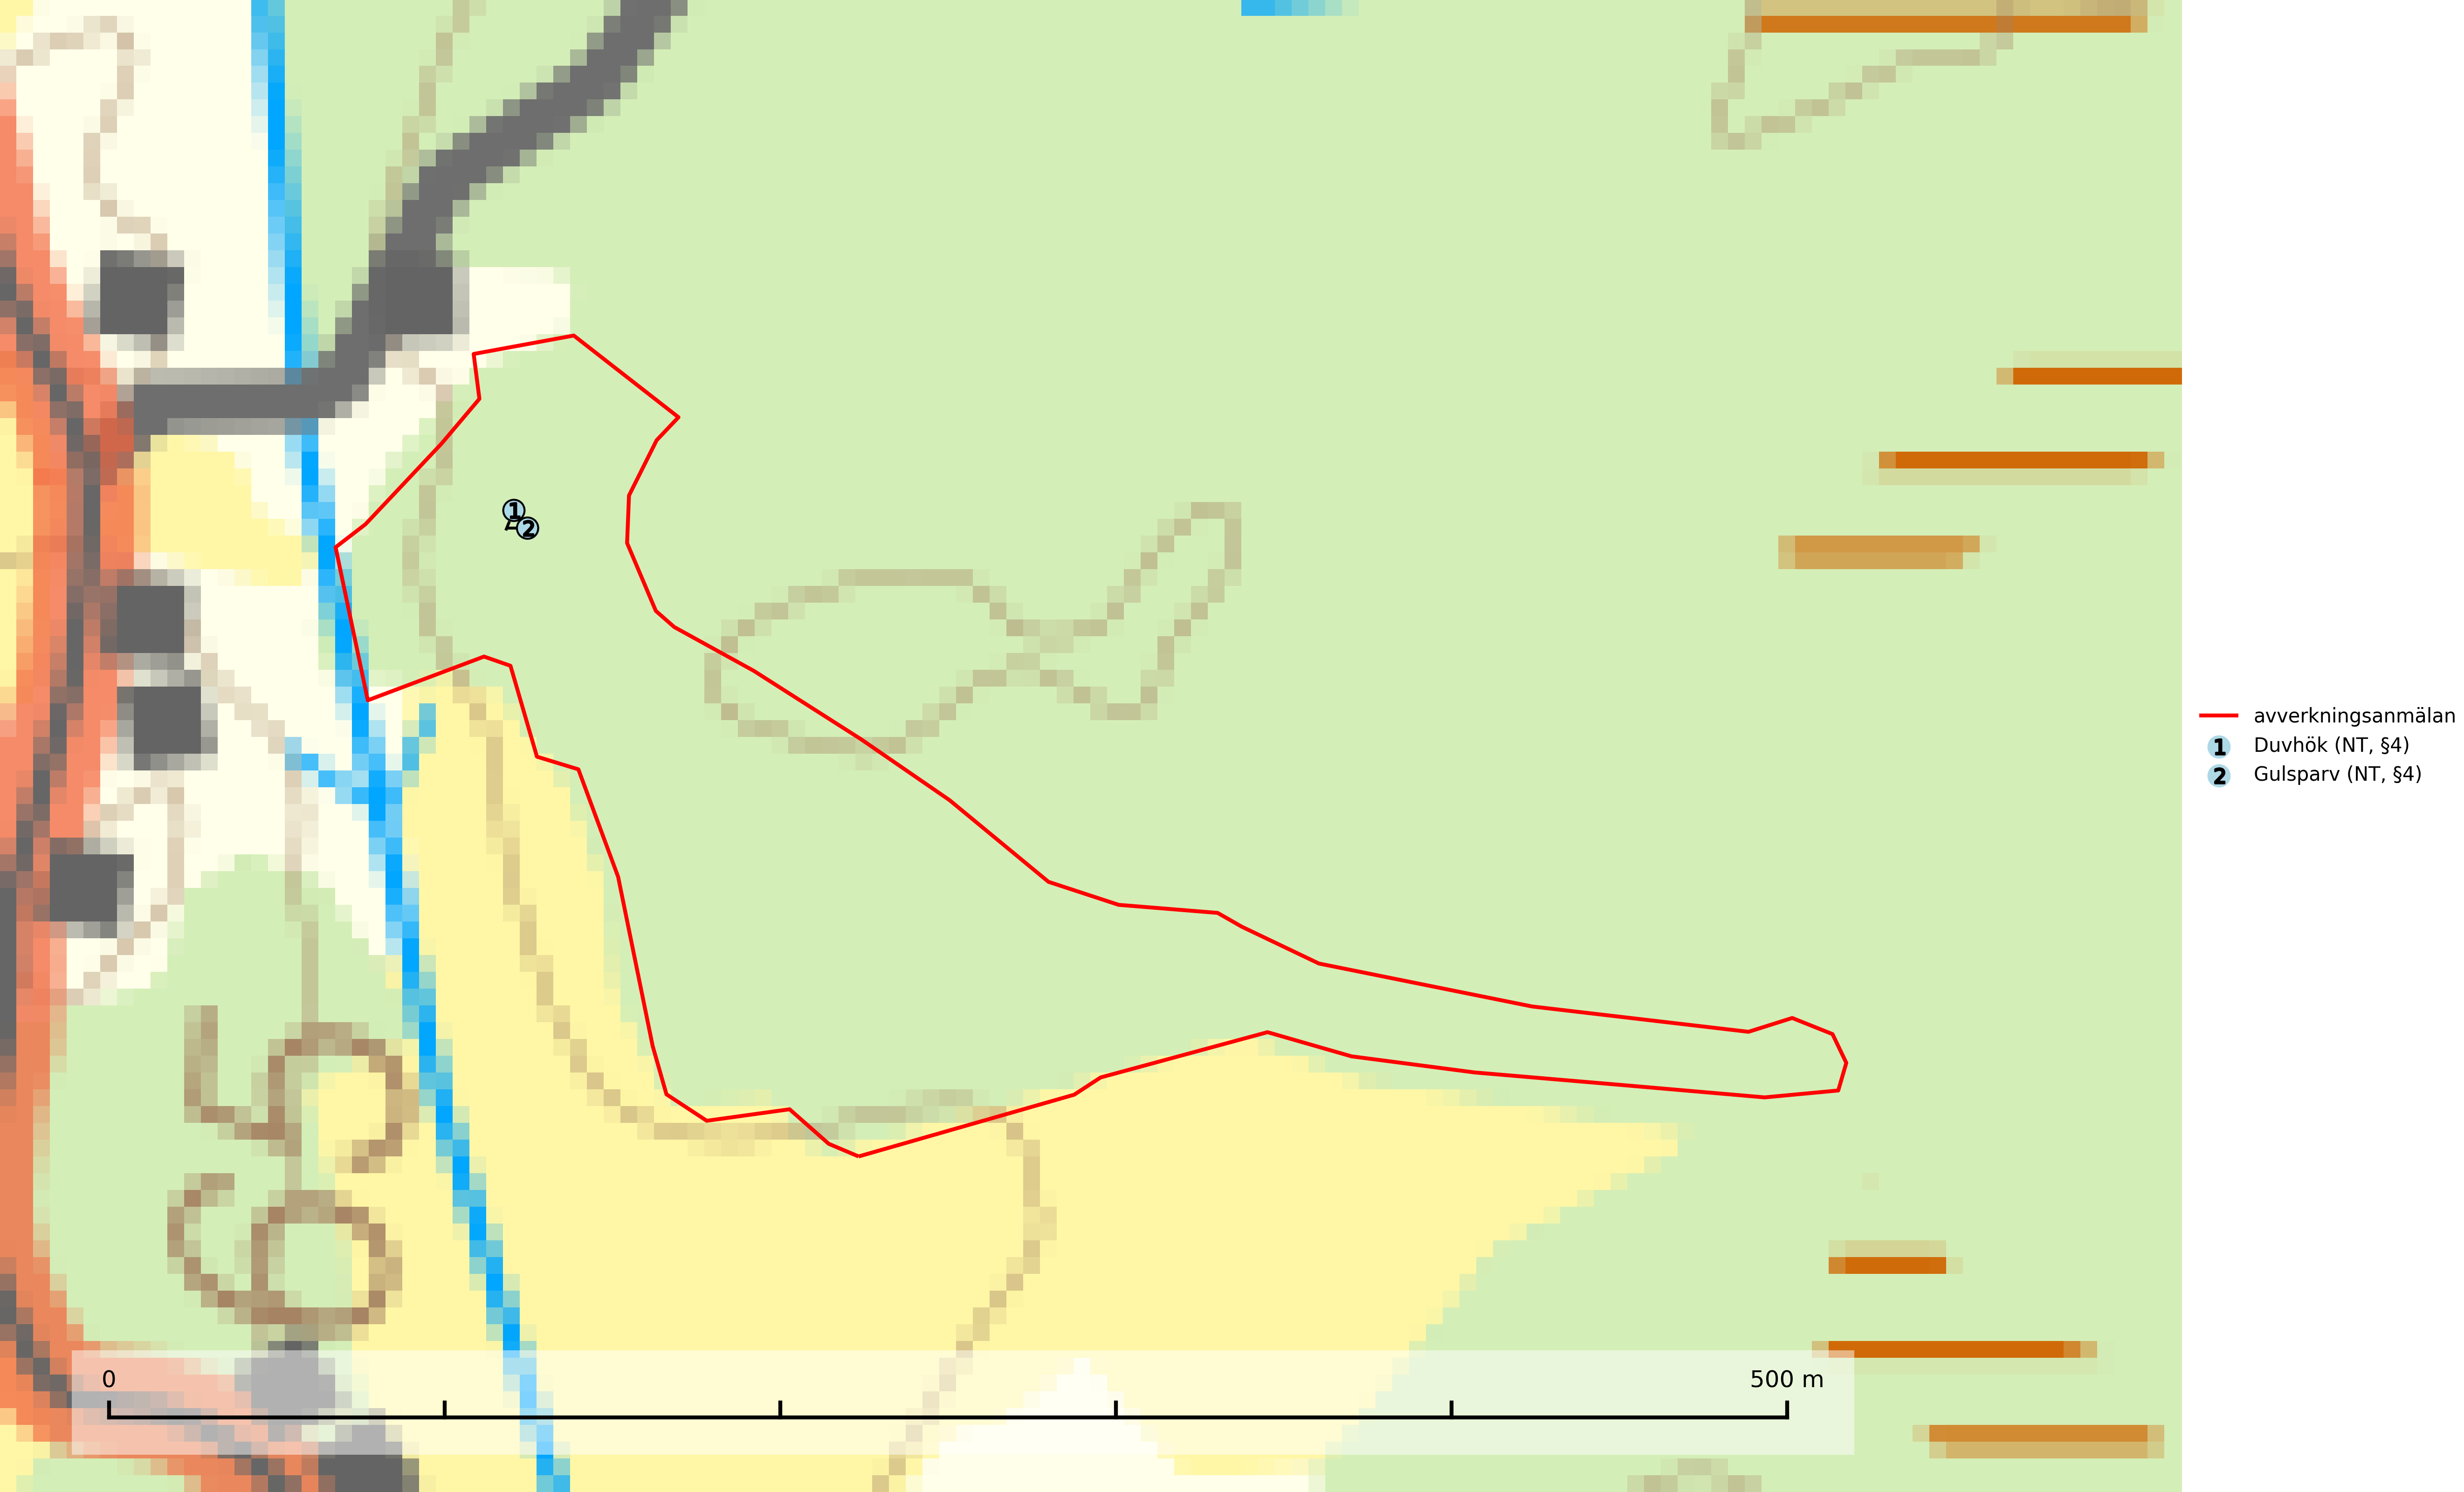 1
2
avverkningsanmälan
1 Duvhök (NT, §4)
2 Gulsparv (NT, §4)
0 500 m